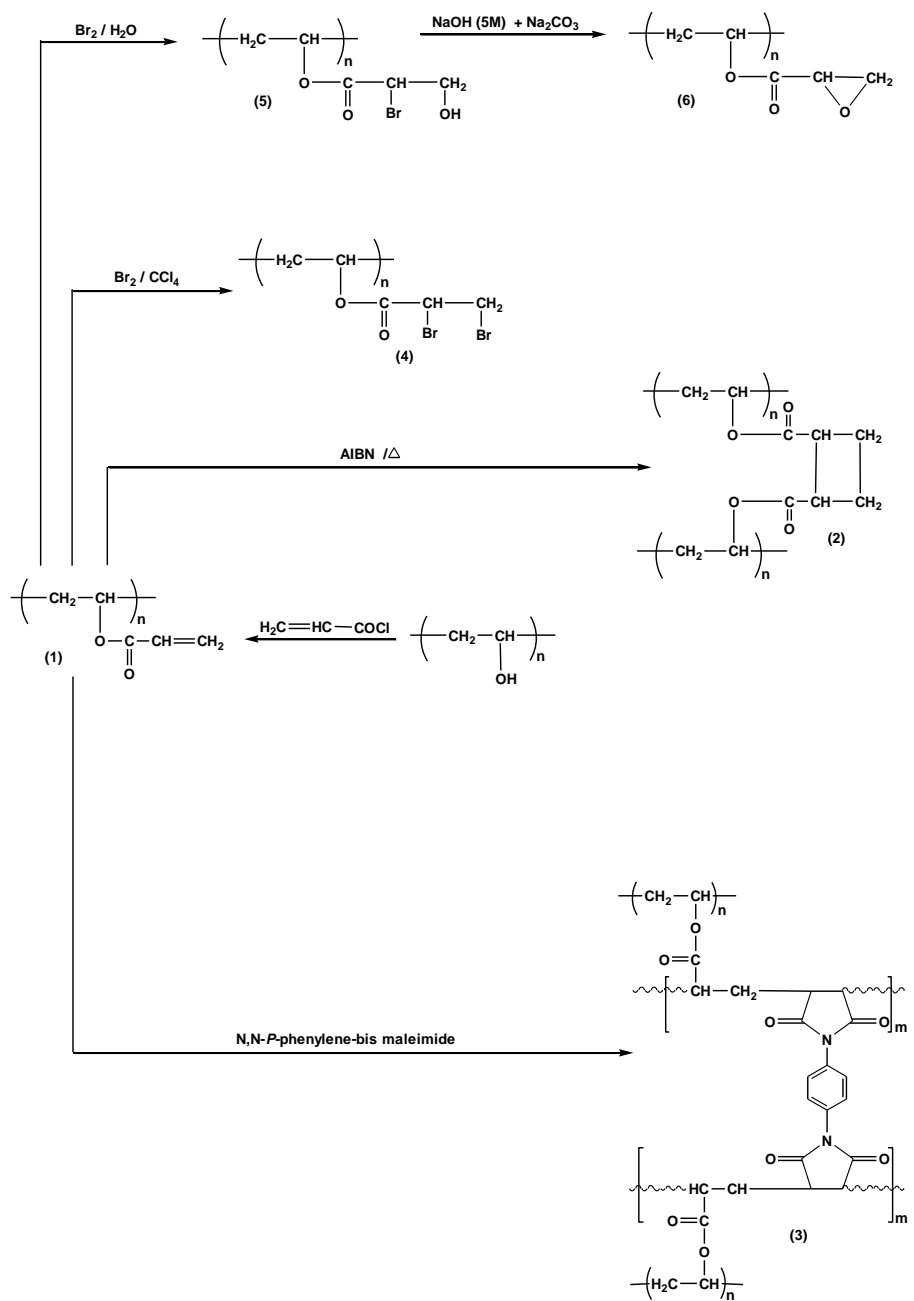 Br2 / H2O
NaOH (5M) + Na2CO3
H2C CH n
O C CH CH2
O Br OH
(5)
H2C CH n
O C CH CH2
O O
(6)
Br2 / CCl4
H2C CH n
O C CH CH2
O Br Br
(4)
AIBN /△
CH2 CH n
O
O C CH CH2
O C CH CH2
O
CH2 CH n
(2)
CH2 CH n
O C CH CH2
O
(1)
H2C HC COCl
CH2 CH n
OH
N,N-P-phenylene-bis maleimide
CH2 CH n
O
O C
CH CH2 m
O N O
O N O
HC CH m
O C
O
(3)
H2C CH n